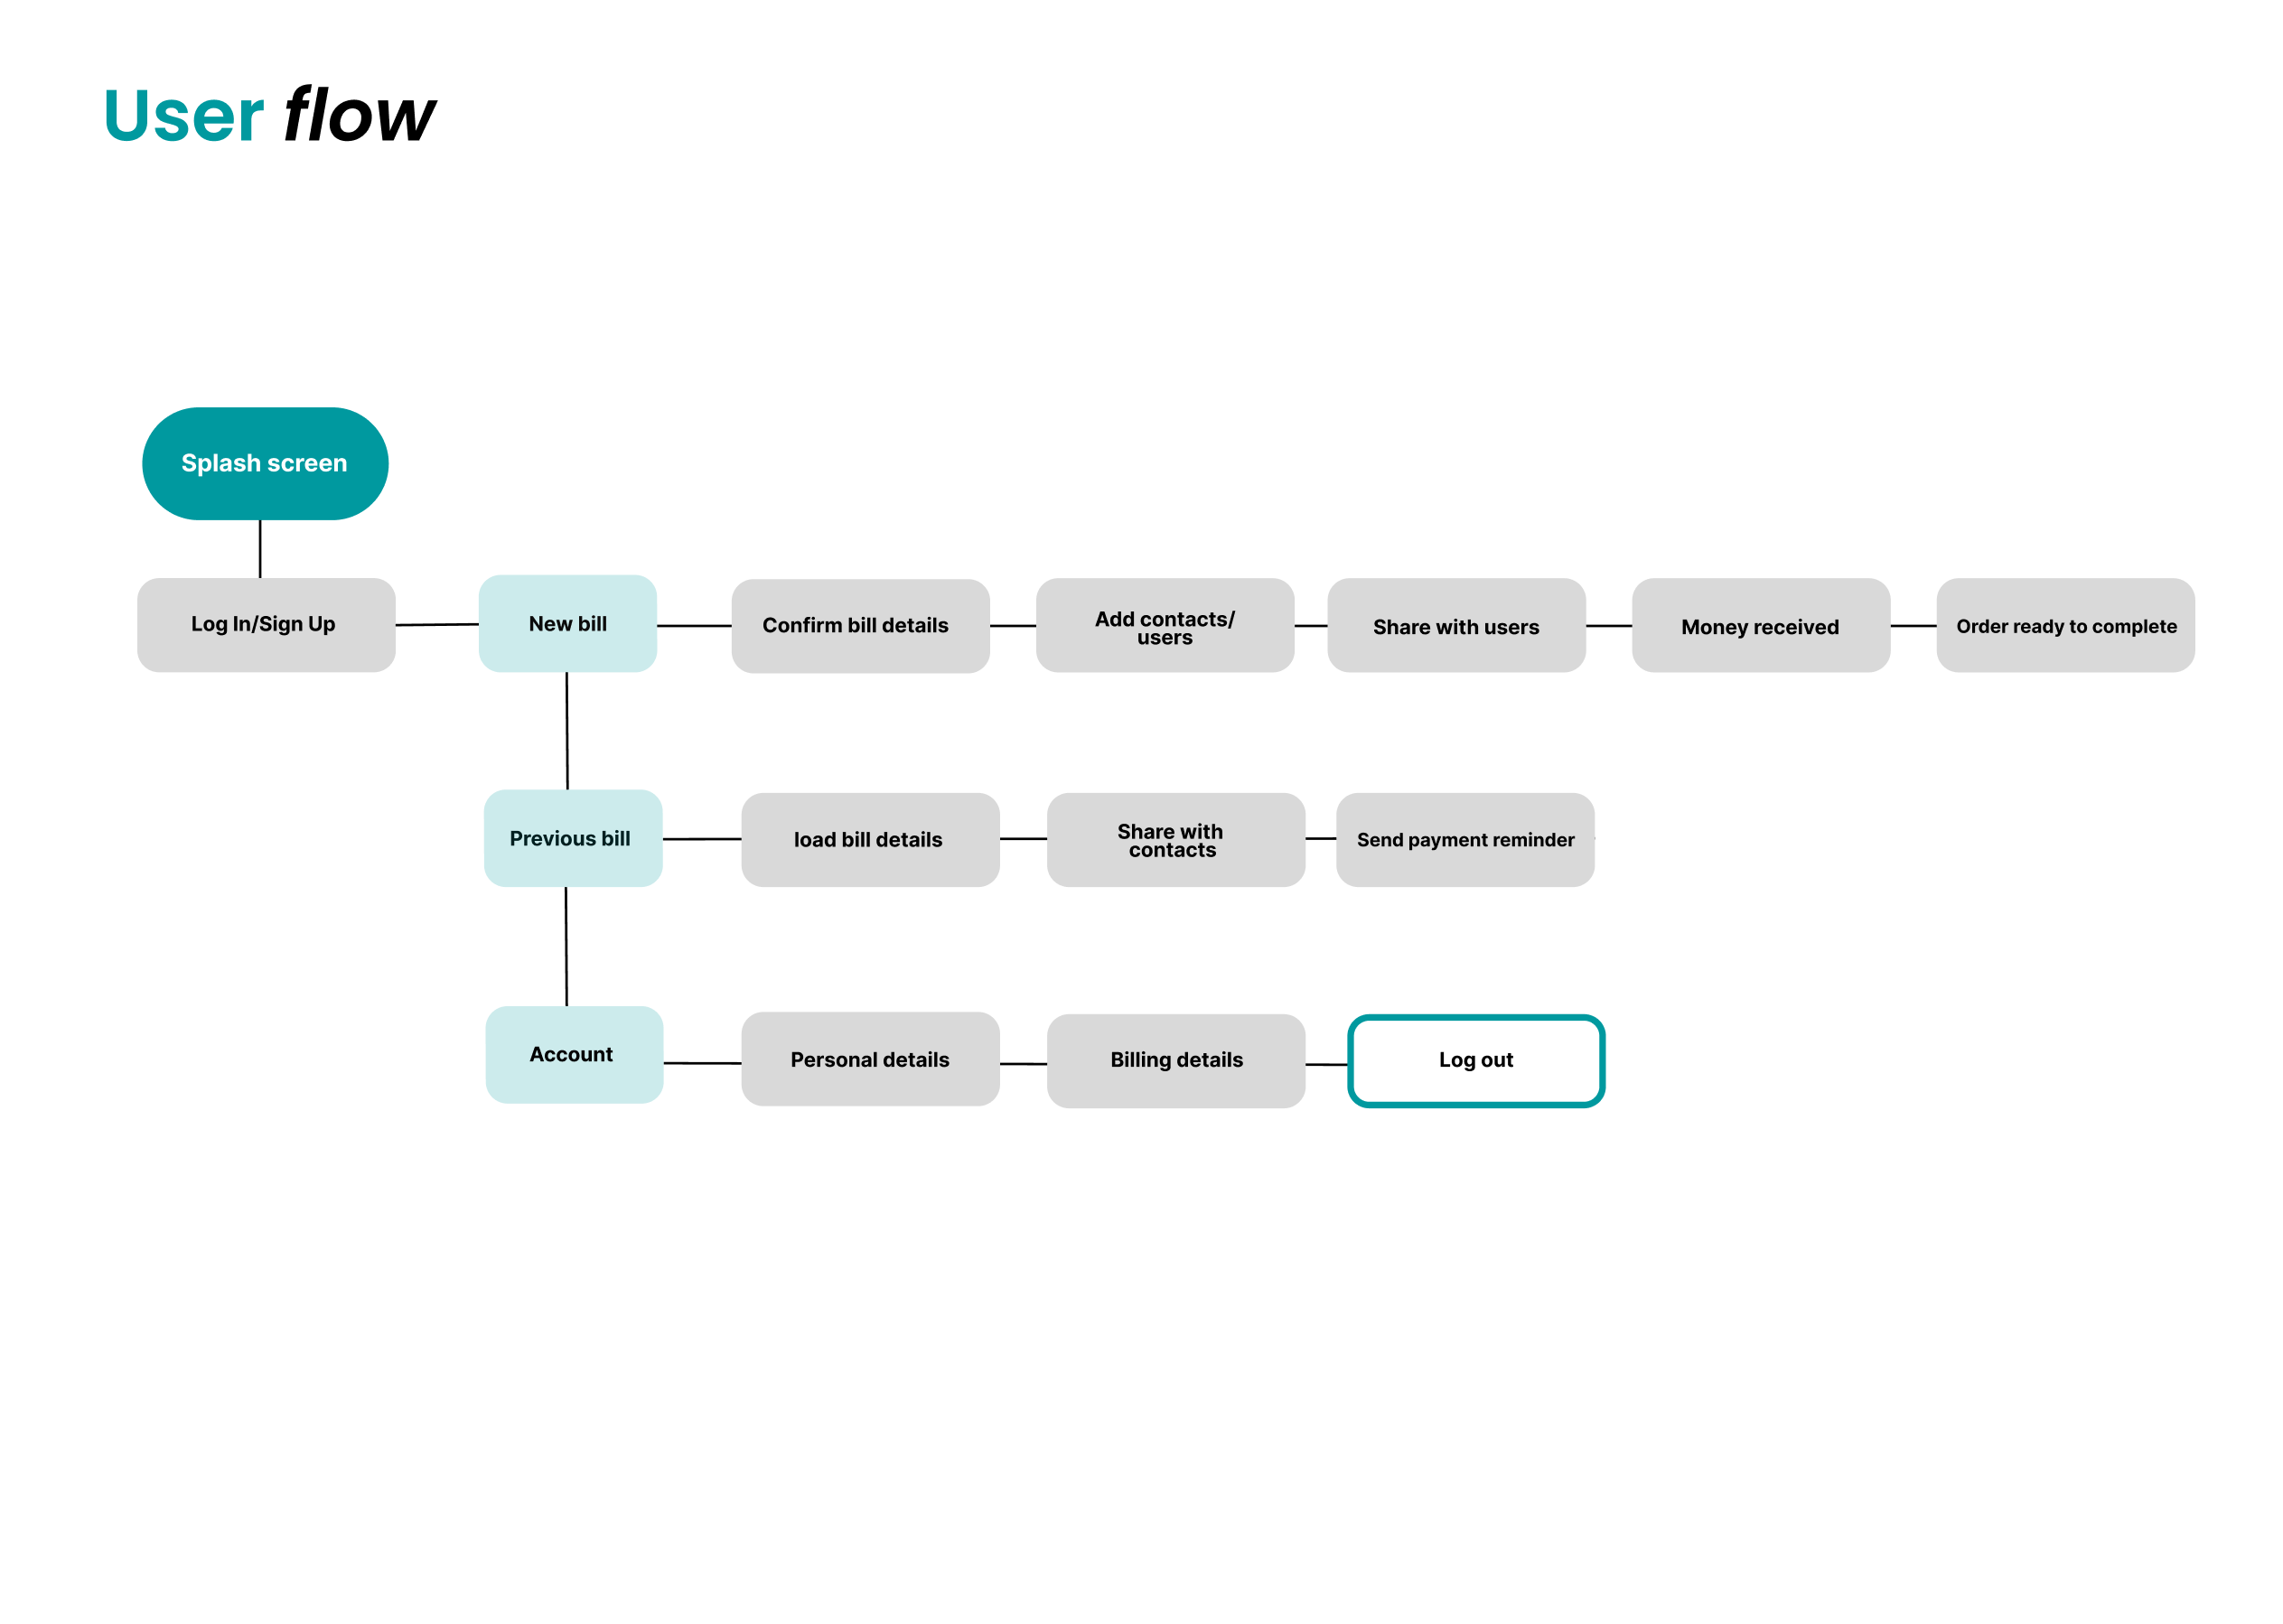 User flow
Splash screen
Log In/Sign Up
New bill
Confirm bill details
Add contacts/
users
Share with users
Money received
Order ready to complete
Previous bill
load bill details
Share with
contacts
Send payment reminder
Account
Personal details
Billing details
Log out